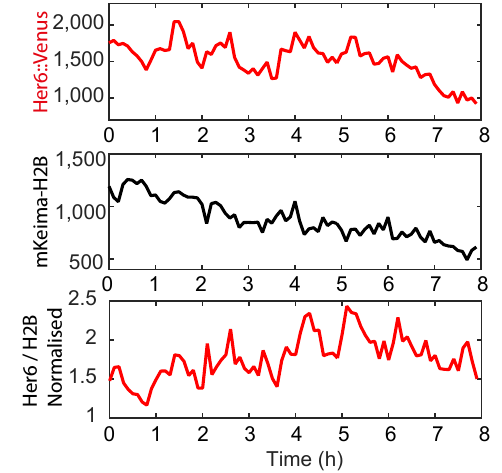 Her6::Venus
2,000
1,500
1,000
0 1 2 3 4 5 6 7 8
mKeima-H2B
1,500
1,000
500
0 1 2 3 4 5 6 7 8
Her6 / H2B
Normalised
2.5
2
1.5
1
0 1 2 3 4 5 6 7 8
Time (h)